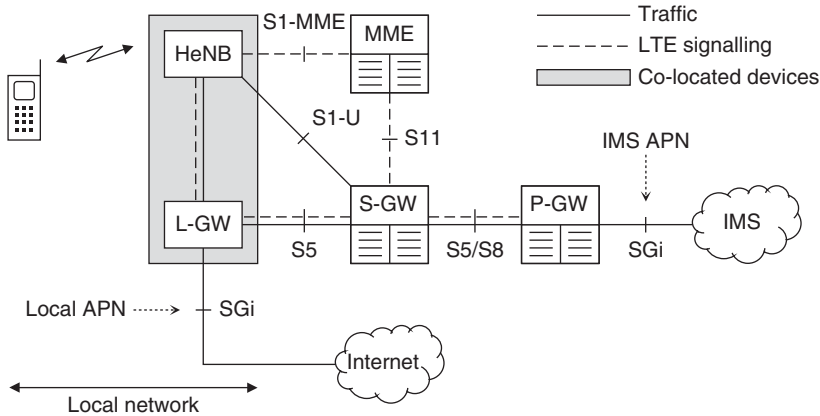 S1-MME
MME
Traffic
HeNB
LTE signalling
Co-located devices
S1-U
S11
IMS APN
L-GW
S-GW
P-GW
IMS
S5
S5/S8
SGi
Local APN
SGi
Internet
Local network